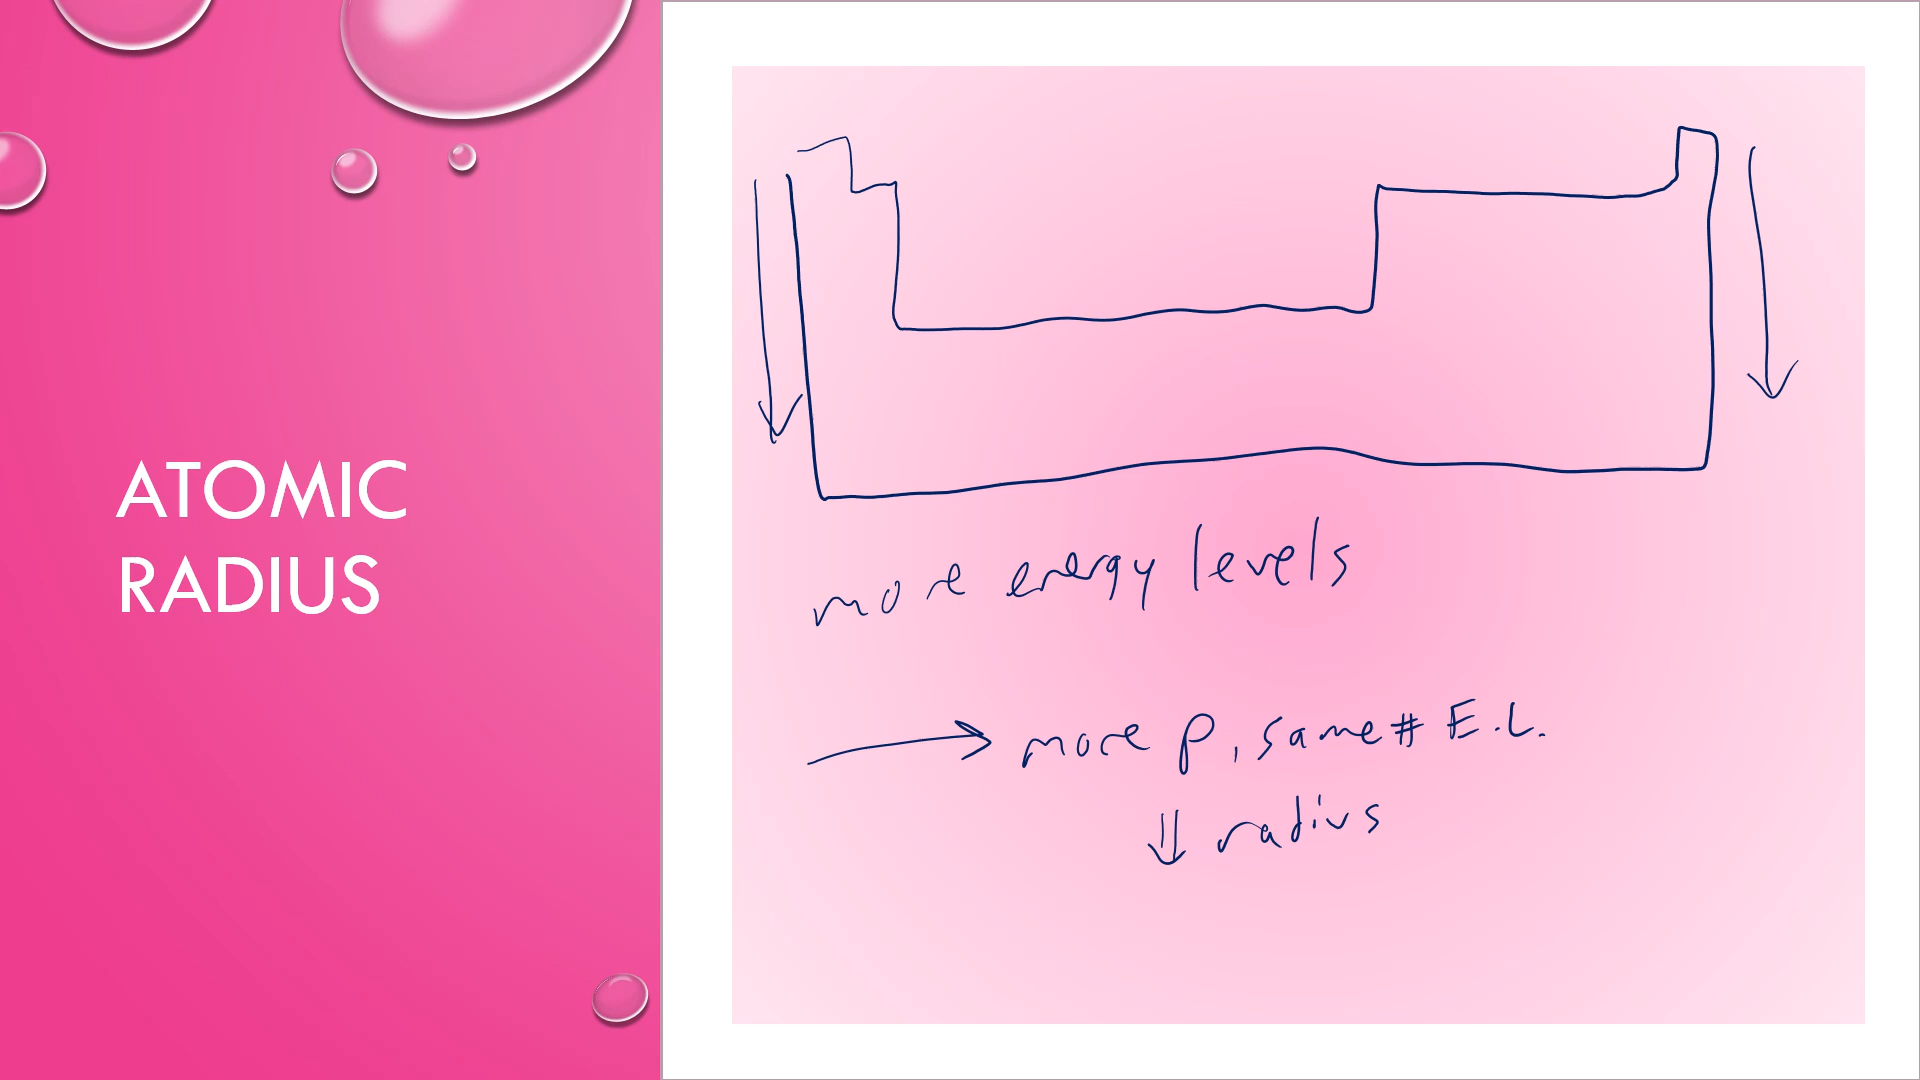 ATOMIC
RADIUS
more energy levels
more p, same # E.L.
radius